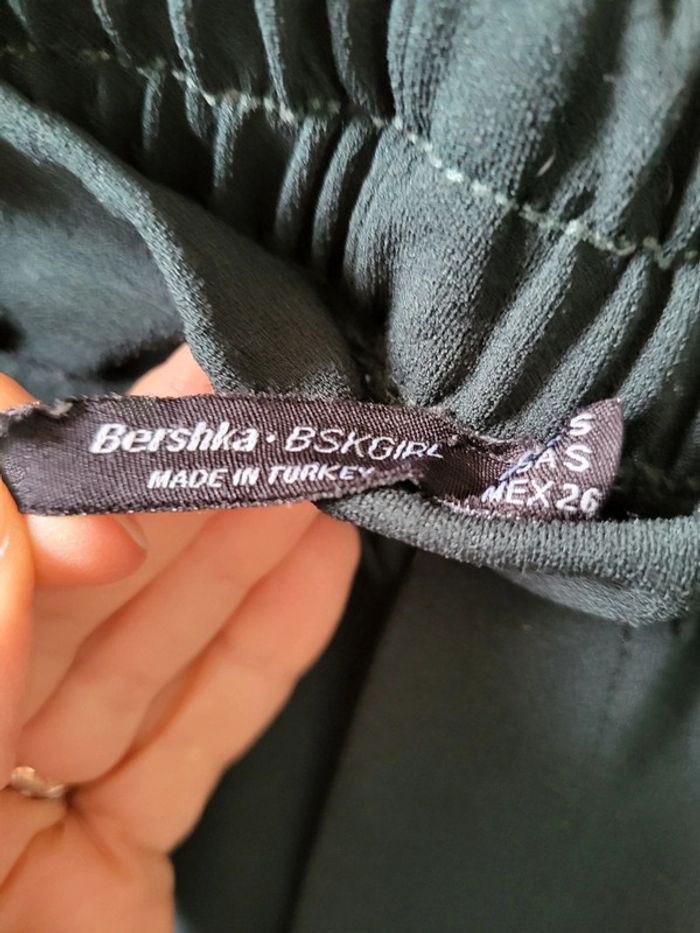 Bershka · BSKGIRL
MADE IN TURKEY
S
S
MEX 26